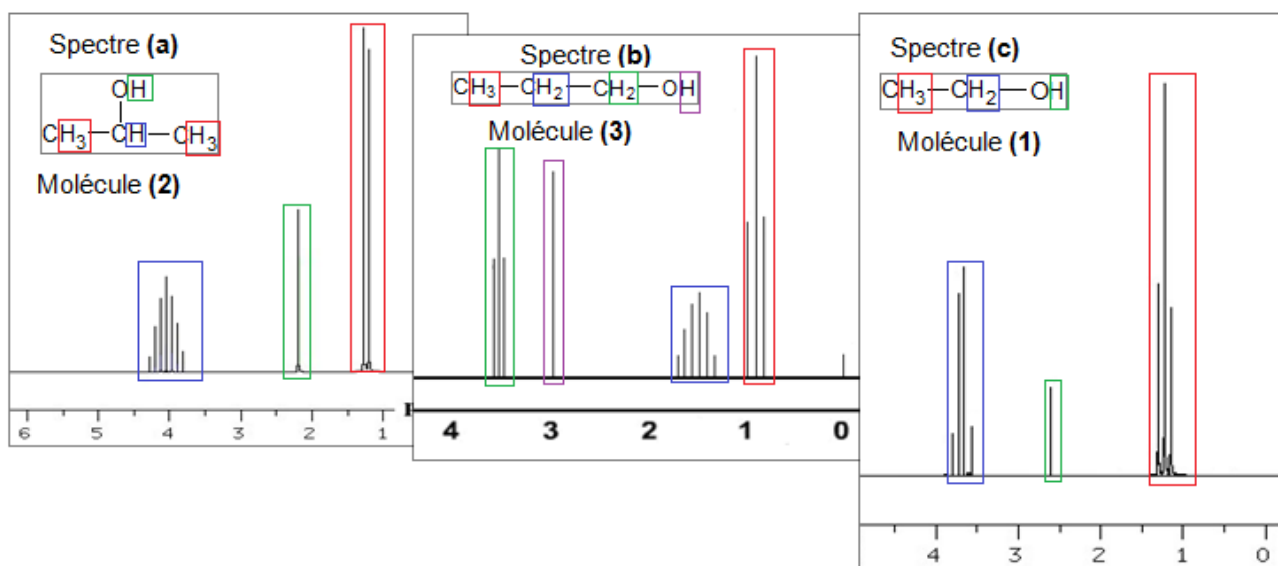 Spectre (a)
OH
CH3—CH—CH3
Molécule (2)
6 5 4 3 2 1
Spectre (b)
CH3—CH2—CH2—OH
Molécule (3)
4 3 2 1 0
Spectre (c)
CH3—CH2—OH
Molécule (1)
4 3 2 1 0